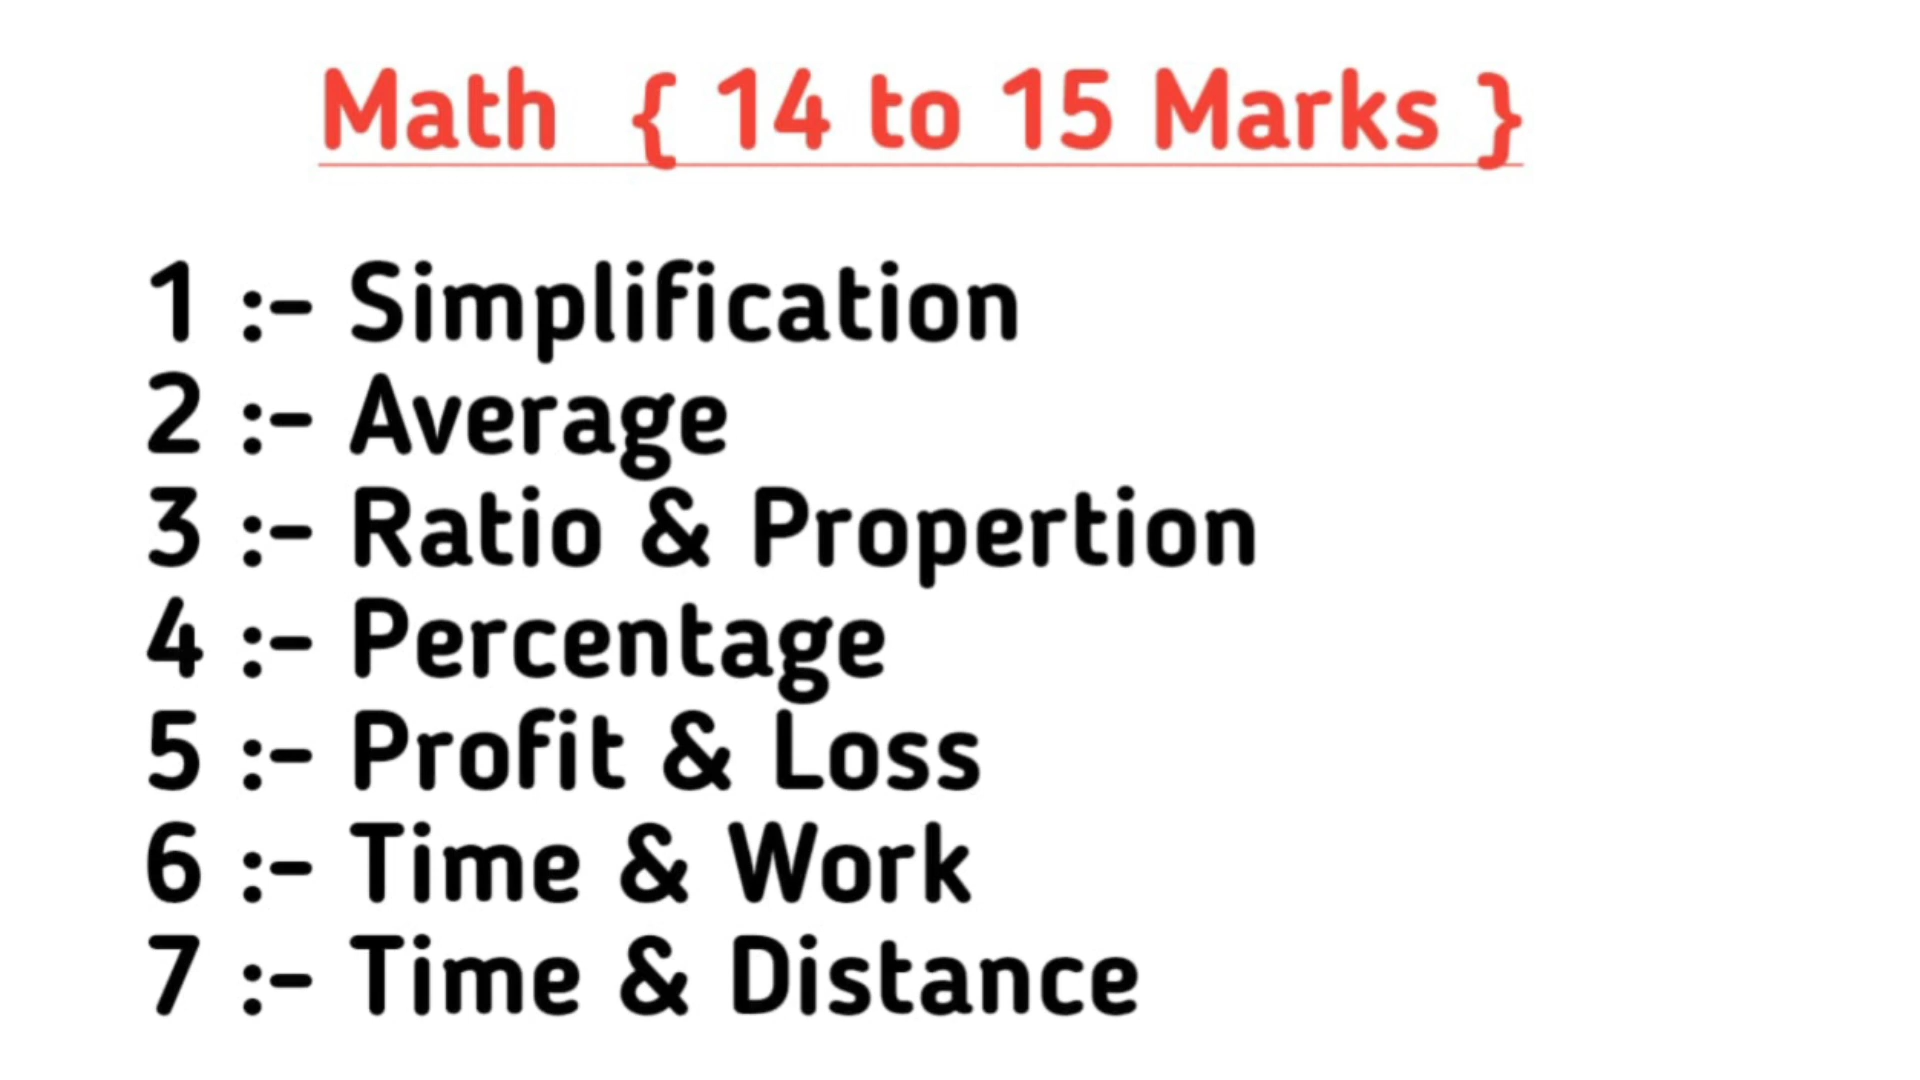 Math { 14 to 15 Marks }
1 :- Simplification
2 :- Average
3 :- Ratio & Propertion
4 :- Percentage
5 :- Profit & Loss
6 :- Time & Work
7 :- Time & Distance